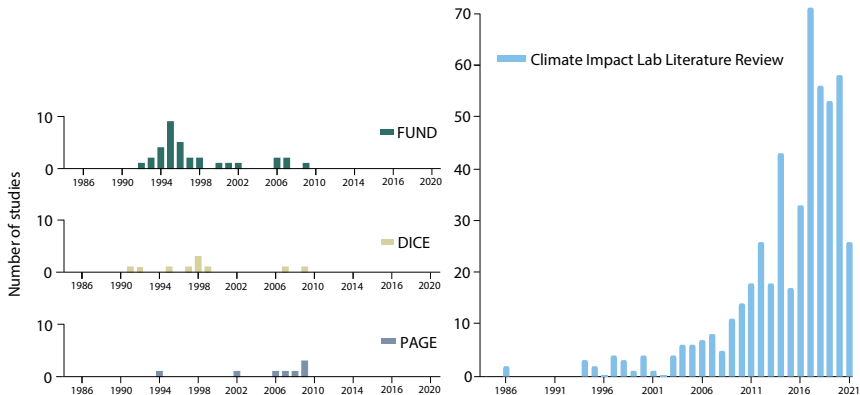 Number of studies
10
FUND
0
1986 1990 1994 1998 2002 2006 2010 2014 2016 2020
10
DICE
0
1986 1990 1994 1998 2002 2006 2010 2014 2016 2020
10
PAGE
0
1986 1990 1994 1998 2002 2006 2010 2014 2016 2020
70
Climate Impact Lab Literature Review
60
50
40
30
20
10
0
1986 1991 1996 2001 2006 2011 2016 2021